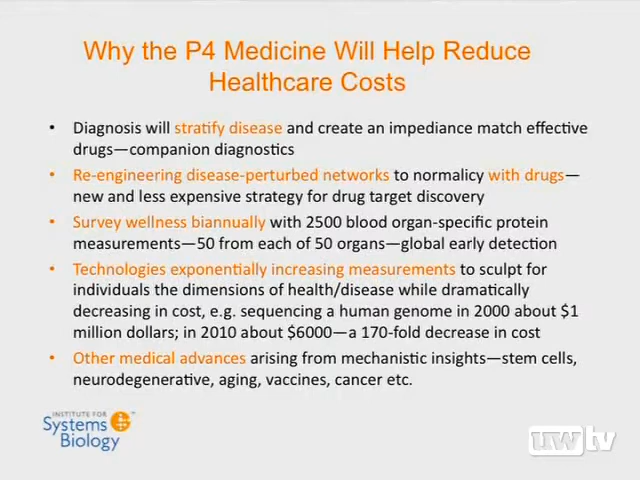 Why the P4 Medicine Will Help Reduce
Healthcare Costs
• Diagnosis will stratify disease and create an impedance match effective
drugs—companion diagnostics
• Re-engineering disease-perturbed networks to normalicy with drugs—
new and less expensive strategy for drug target discovery
• Survey wellness biannually with 2500 blood organ-specific protein
measurements—50 from each of 50 organs—global early detection
• Technologies exponentially increasing measurements to sculpt for
individuals the dimensions of health/disease while dramatically
decreasing in cost, e.g. sequencing a human genome in 2000 about $1
million dollars; in 2010 about $6000—a 170-fold decrease in cost
• Other medical advances arising from mechanistic insights—stem cells,
neurodegenerative, aging, vaccines, cancer etc.
INSTITUTE FOR
Systems
Biology
uwtv